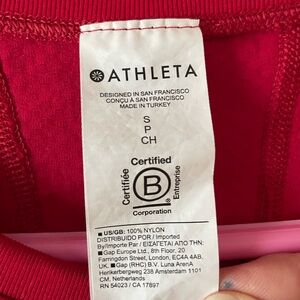 ATHLETA
DESIGNED IN SAN FRANCISCO
CONÇU À SAN FRANCISCO
MADE IN TURKEY
S
P
CH
Certified
Certifiée
B
®
Entreprise
Corporation
■ US/GB: 100% NYLON
DISTRIBUIDO POR / Imported
By/Importe Par / ΕΙΣΑΓΕΤΑΙ ΑΠΟ ΤΗΝ:
■ Gap Europe Ltd., 8th Floor, 20
Farringdon Street, London, EC4A 4AB,
UK. ■ Gap (RHC) B.V. Luna ArenA
Herikerbergweg 238 Amsterdam, 1101
CM, Netherlands
RN 54023 / CA 17897